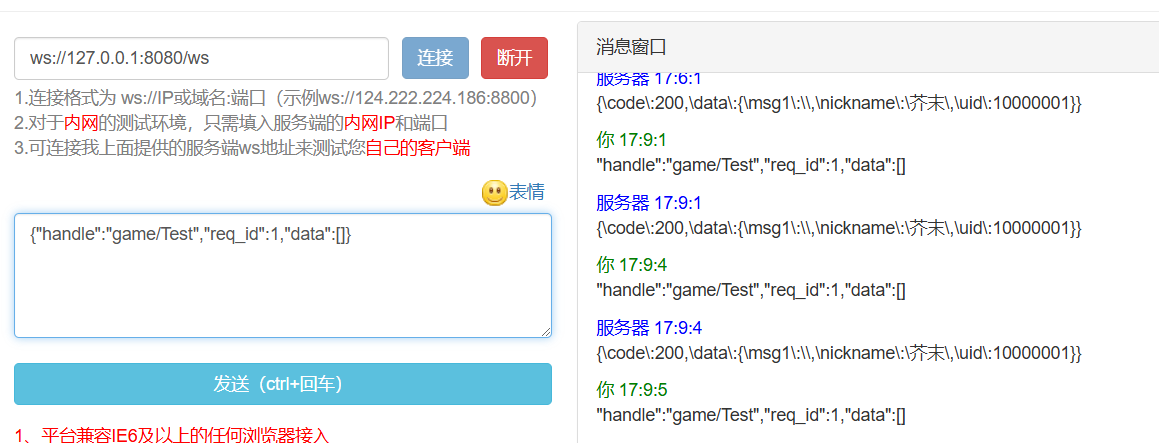 ws://127.0.0.1:8080/ws
连接
断开
1.连接格式为 ws://IP或域名:端口（示例ws://124.222.224.186:8800）
2.对于内网的测试环境，只需填入服务端的内网IP和端口
3.可连接我上面提供的服务端ws地址来测试您自己的客户端
表情
{"handle":"game/Test","req_id":1,"data":[]}
发送（ctrl+回车）
1、平台兼容IE6及以上的任何浏览器接入
消息窗口
服务器 17:6:1
{\code\:200,\data\:{\msg1\:\\,\nickname\:\芥末\,\uid\:10000001}}
你 17:9:1
"handle":"game/Test","req_id":1,"data":[]
服务器 17:9:1
{\code\:200,\data\:{\msg1\:\\,\nickname\:\芥末\,\uid\:10000001}}
你 17:9:4
"handle":"game/Test","req_id":1,"data":[]
服务器 17:9:4
{\code\:200,\data\:{\msg1\:\\,\nickname\:\芥末\,\uid\:10000001}}
你 17:9:5
"handle":"game/Test","req_id":1,"data":[]